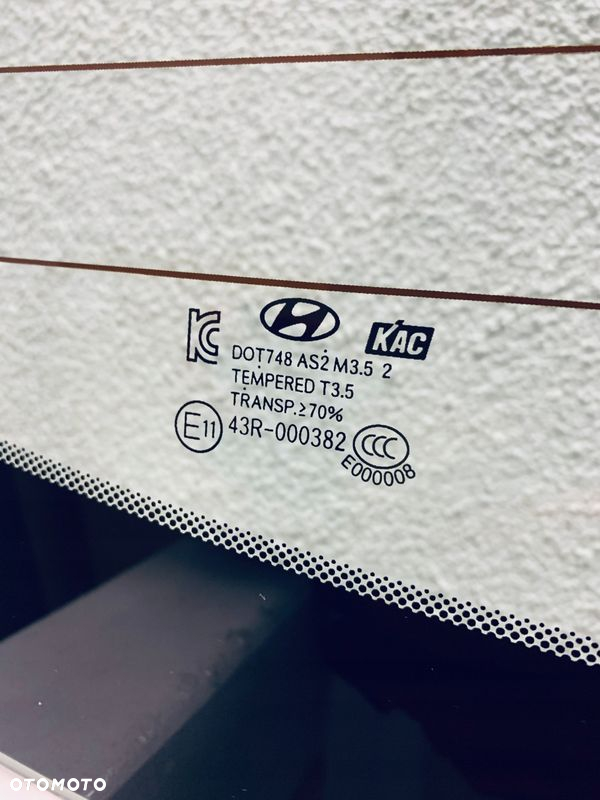 KC
KAC
DOT748 AS2 M3.5 2
TEMPERED T3.5
TRANSP.≥70%
E11 43R-000382
CCC
E000008
OTOMOTO